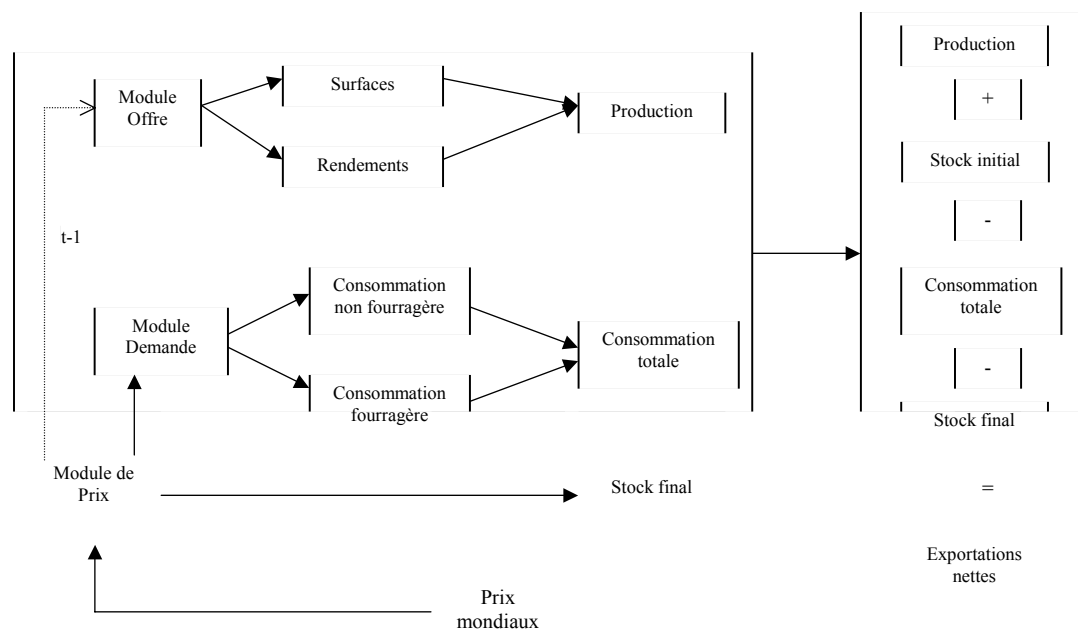 Module
Offre
Surfaces
Rendements
Production
t-1
Module
Demande
Consommation
non fourragère
Consommation
fourragère
Consommation
totale
Module de
Prix
Stock final
Prix
mondiaux
Production
+
Stock initial
-
Consommation
totale
-
Stock final
=
Exportations
nettes